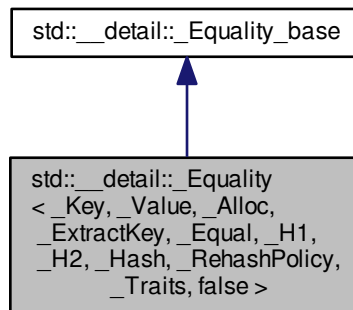 std::__detail::_Equality_base
std::__detail::_Equality
< _Key, _Value, _Alloc,
_ExtractKey, _Equal, _H1,
_H2, _Hash, _RehashPolicy,
_Traits, false >